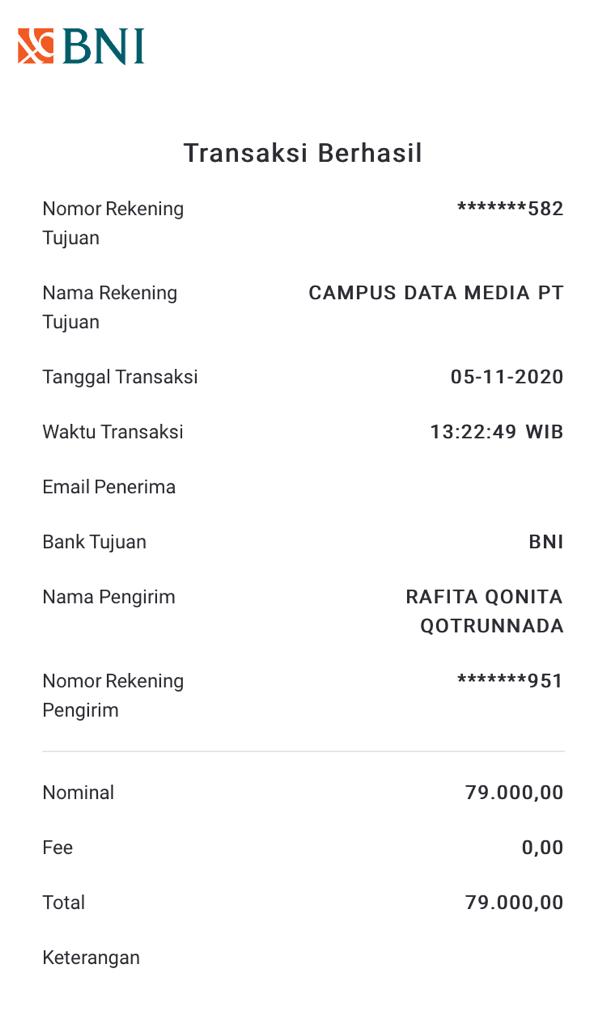 BNI
Transaksi Berhasil
Nomor Rekening Tujuan *******582
Nama Rekening Tujuan CAMPUS DATA MEDIA PT
Tanggal Transaksi 05-11-2020
Waktu Transaksi 13:22:49 WIB
Email Penerima
Bank Tujuan BNI
Nama Pengirim RAFITA QONITA QOTRUNNADA
Nomor Rekening Pengirim *******951
Nominal 79.000,00
Fee 0,00
Total 79.000,00
Keterangan